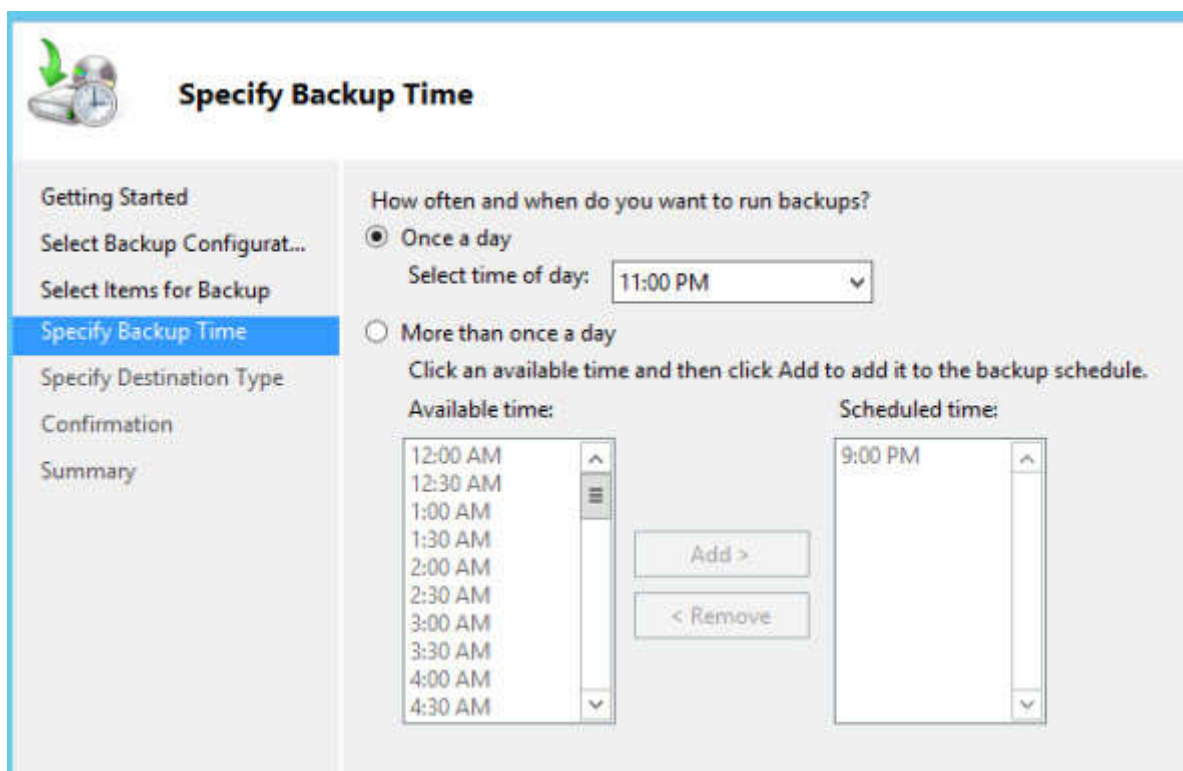 Specify Backup Time
Getting Started
Select Backup Configurat...
Select Items for Backup
Specify Backup Time
Specify Destination Type
Confirmation
Summary
How often and when do you want to run backups?
Once a day
Select time of day: 11:00 PM
More than once a day
Click an available time and then click Add to add it to the backup schedule.
Available time:
12:00 AM
12:30 AM
1:00 AM
1:30 AM
2:00 AM
2:30 AM
3:00 AM
3:30 AM
4:00 AM
4:30 AM
Add >
< Remove
Scheduled time:
9:00 PM